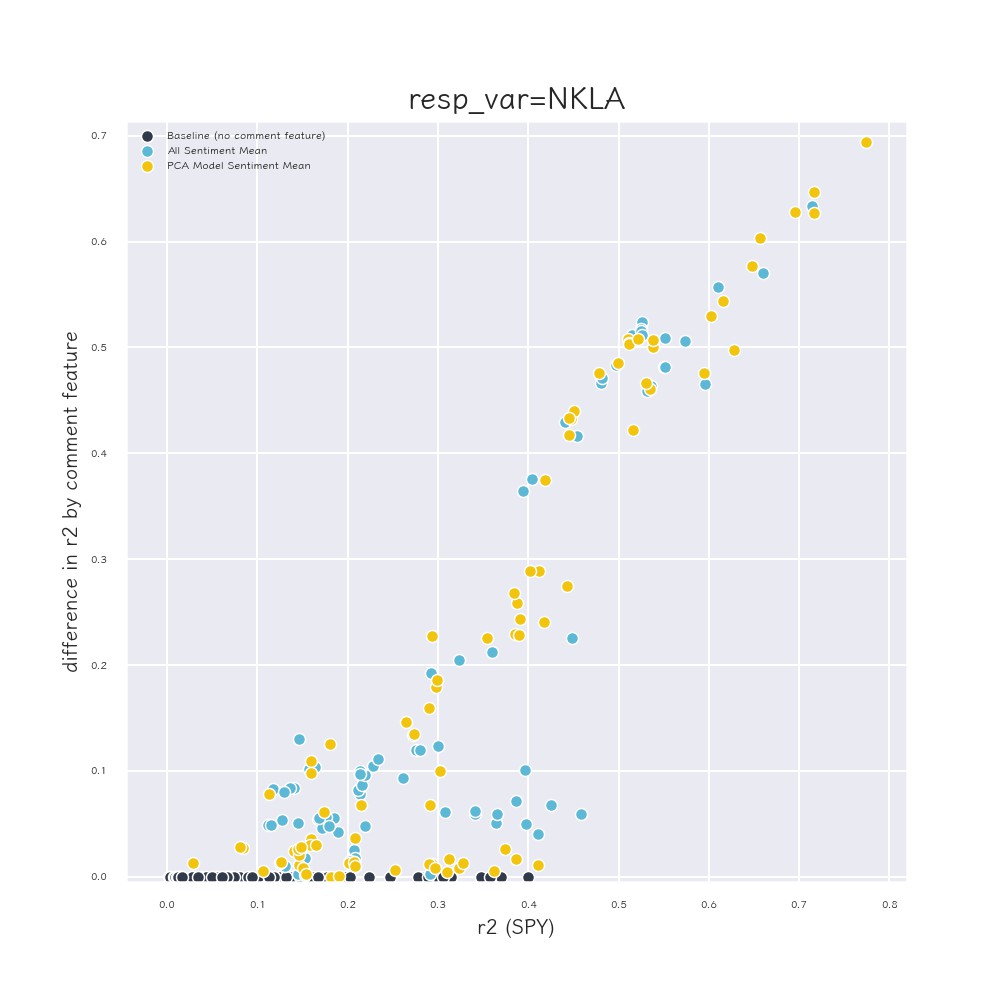 resp_var=NKLA
Baseline (no comment feature)
All Sentiment Mean
PCA Model Sentiment Mean
difference in r2 by comment feature
0.7
0.6
0.5
0.4
0.3
0.2
0.1
0.0
0.0 0.1 0.2 0.3 0.4 0.5 0.6 0.7 0.8
r2 (SPY)